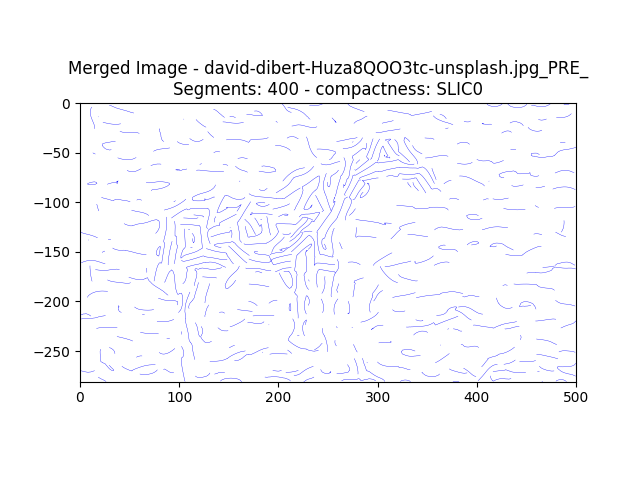 Merged Image - david-dibert-Huza8QOO3tc-unsplash.jpg_PRE_
Segments: 400 - compactness: SLIC0
0
−50
−100
−150
−200
−250
0 100 200 300 400 500